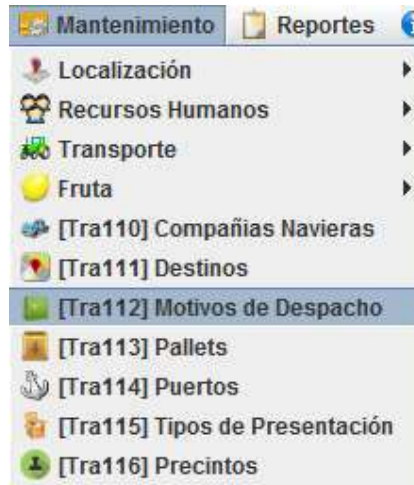 Mantenimiento Reportes
Localización
Recursos Humanos
Transporte
Fruta
[Tra110] Compañias Navieras
[Tra111] Destinos
[Tra112] Motivos de Despacho
[Tra113] Pallets
[Tra114] Puertos
[Tra115] Tipos de Presentación
[Tra116] Precintos